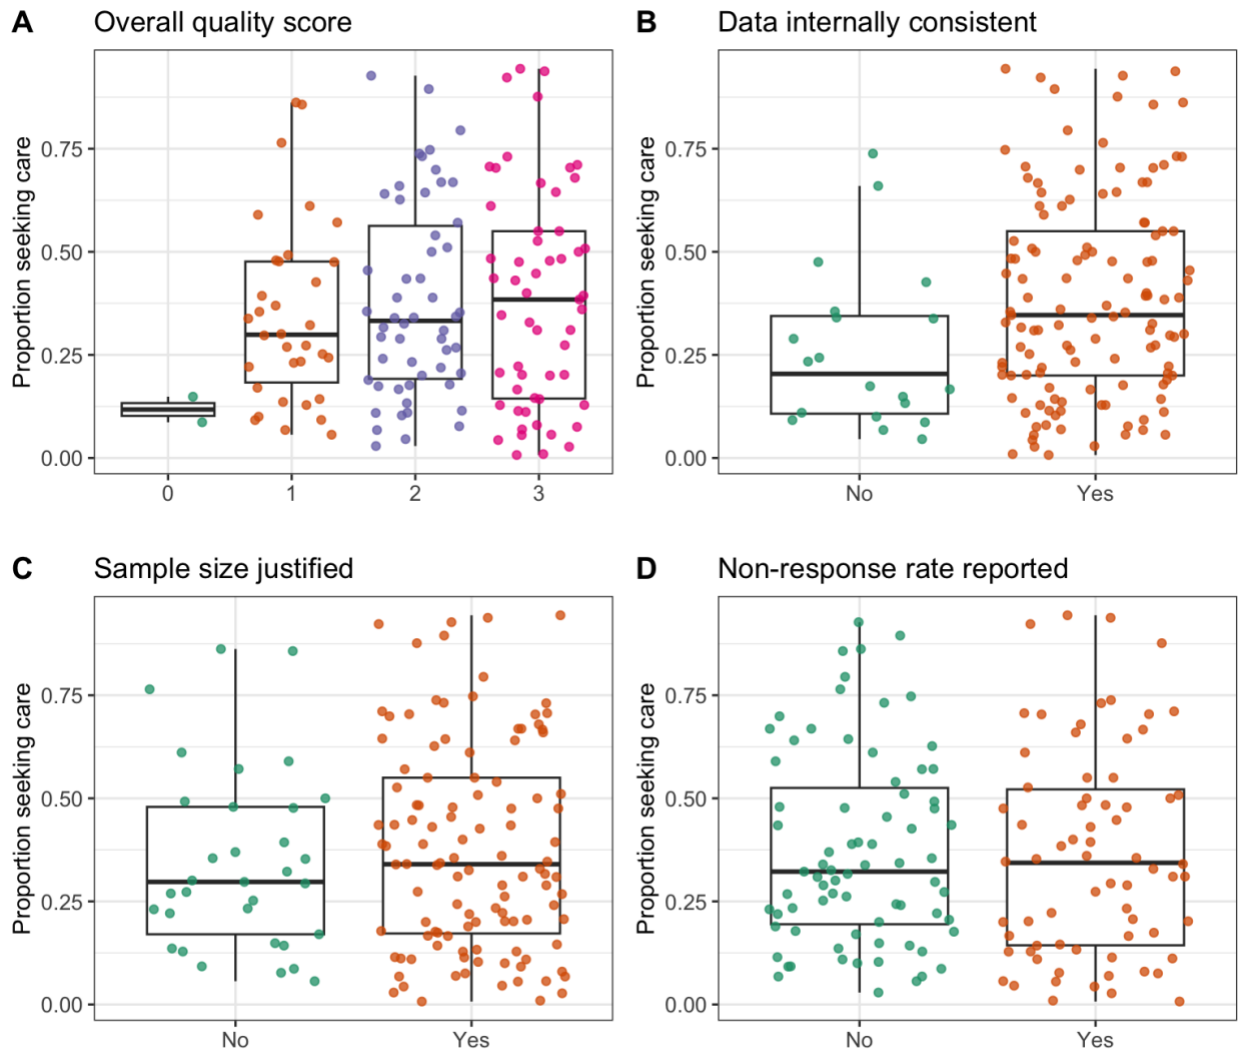 A Overall quality score
Proportion seeking care
0.75
0.50
0.25
0.00
0 1 2 3
B Data internally consistent
Proportion seeking care
0.75
0.50
0.25
0.00
No Yes
C Sample size justified
Proportion seeking care
0.75
0.50
0.25
0.00
No Yes
D Non-response rate reported
Proportion seeking care
0.75
0.50
0.25
0.00
No Yes